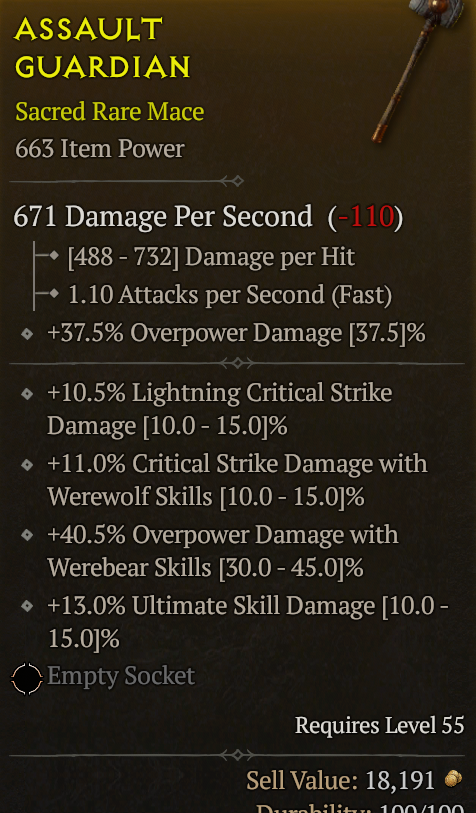 ASSAULT
GUARDIAN
Sacred Rare Mace
663 Item Power
671 Damage Per Second (-110)
[488 - 732] Damage per Hit
1.10 Attacks per Second (Fast)
+37.5% Overpower Damage [37.5]%
+10.5% Lightning Critical Strike
Damage [10.0 - 15.0]%
+11.0% Critical Strike Damage with
Werewolf Skills [10.0 - 15.0]%
+40.5% Overpower Damage with
Werebear Skills [30.0 - 45.0]%
+13.0% Ultimate Skill Damage [10.0 -
15.0]%
Empty Socket
Requires Level 55
Sell Value: 18,191
Durability: 100/100